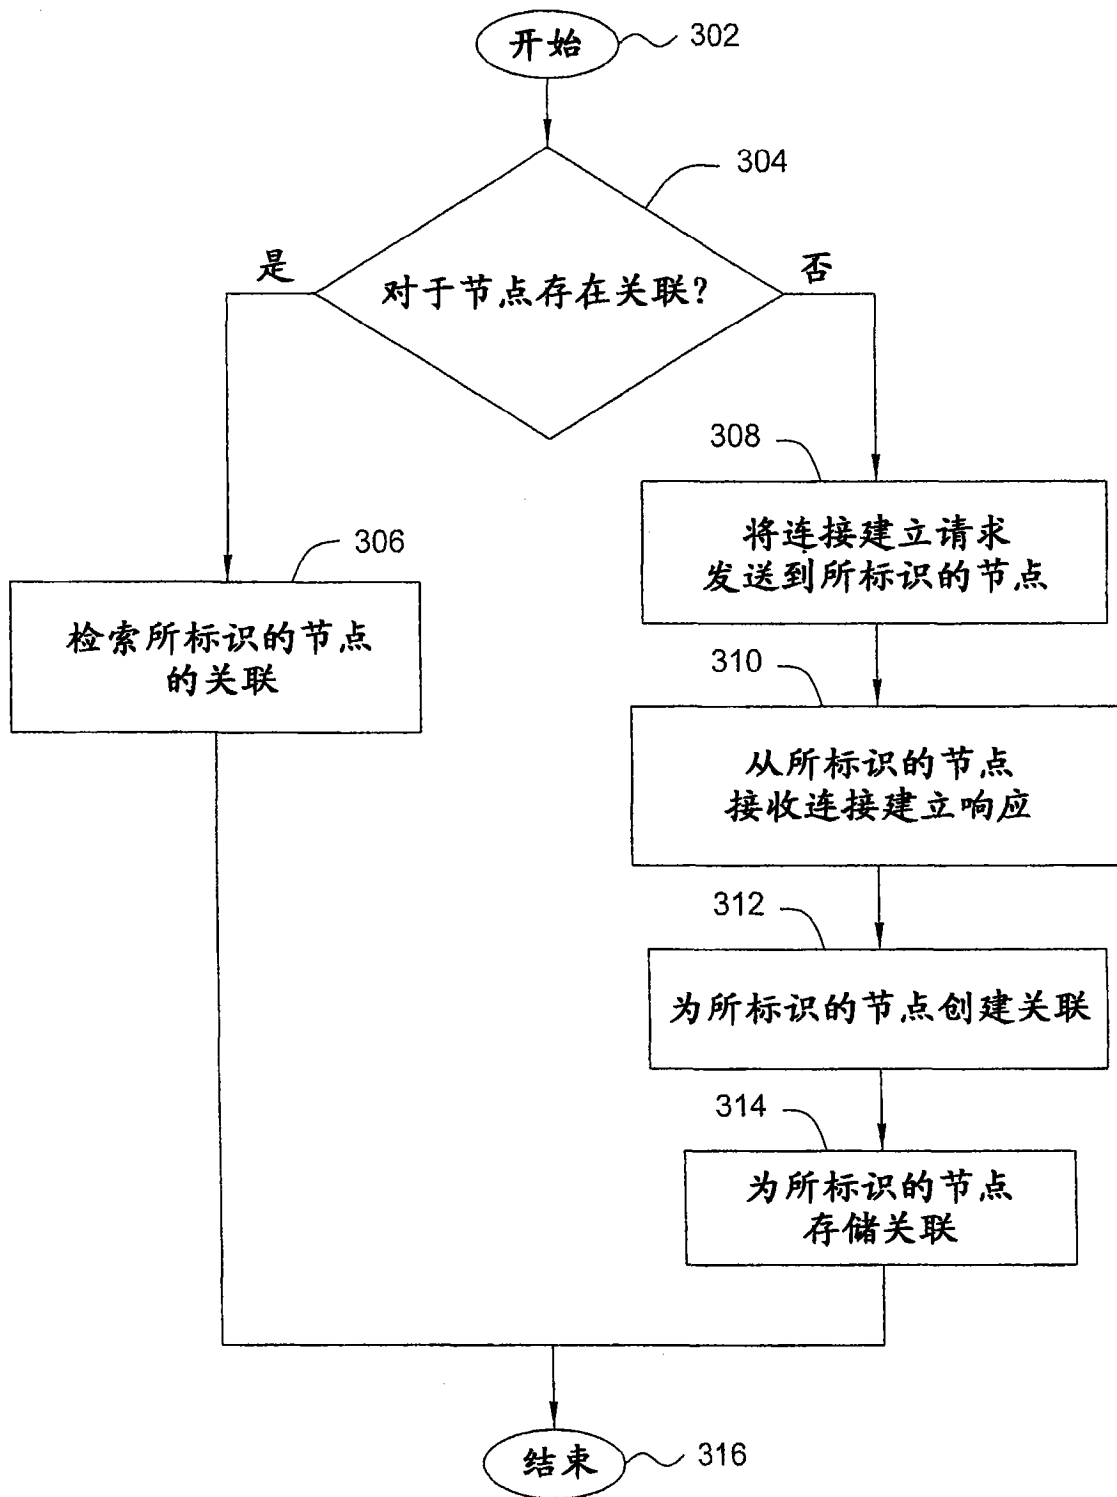 开始
302
304
是
对于节点存在关联?
否
308
将连接建立请求
发送到所标识的节点
306
检索所标识的节点
的关联
310
从所标识的节点
接收连接建立响应
312
为所标识的节点创建关联
314
为所标识的节点
存储关联
结束
316